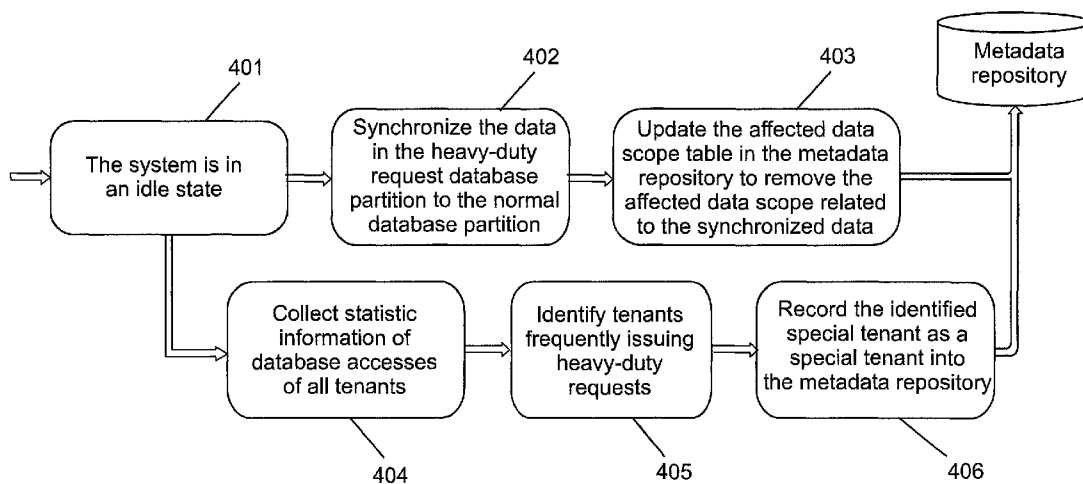 Metadata
repository
401
402
403
The system is in
an idle state
Synchronize the data
in the heavy-duty
request database
partition to the normal
database partition
Update the affected data
scope table in the metadata
repository to remove the
affected data scope related
to the synchronized data
Collect statistic
information of
database accesses
of all tenants
Identify tenants
frequently issuing
heavy-duty
requests
Record the identified
special tenant as a
special tenant into
the metadata repository
404
405
406